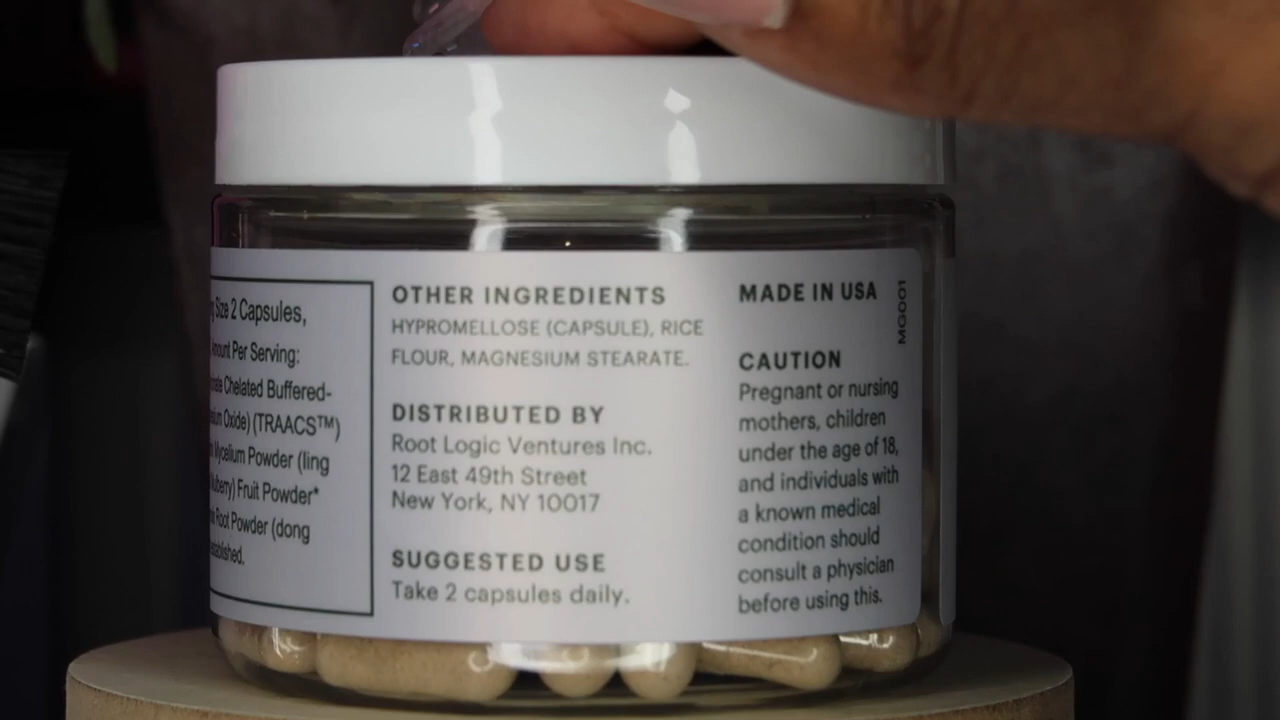 Size 2 Capsules,
Amount Per Serving:
Chelated Buffered-
Oxide) (TRAACS™)
Mycelium Powder (ling
Fruit Powder*
Root Powder (dong
OTHER INGREDIENTS
HYPROMELLOSE (CAPSULE), RICE
FLOUR, MAGNESIUM STEARATE.
DISTRIBUTED BY
Root Logic Ventures Inc.
12 East 49th Street
New York, NY 10017
SUGGESTED USE
Take 2 capsules daily.
MADE IN USA
MG001
CAUTION
Pregnant or nursing
mothers, children
under the age of 18,
and individuals with
a known medical
condition should
consult a physician
before using this.